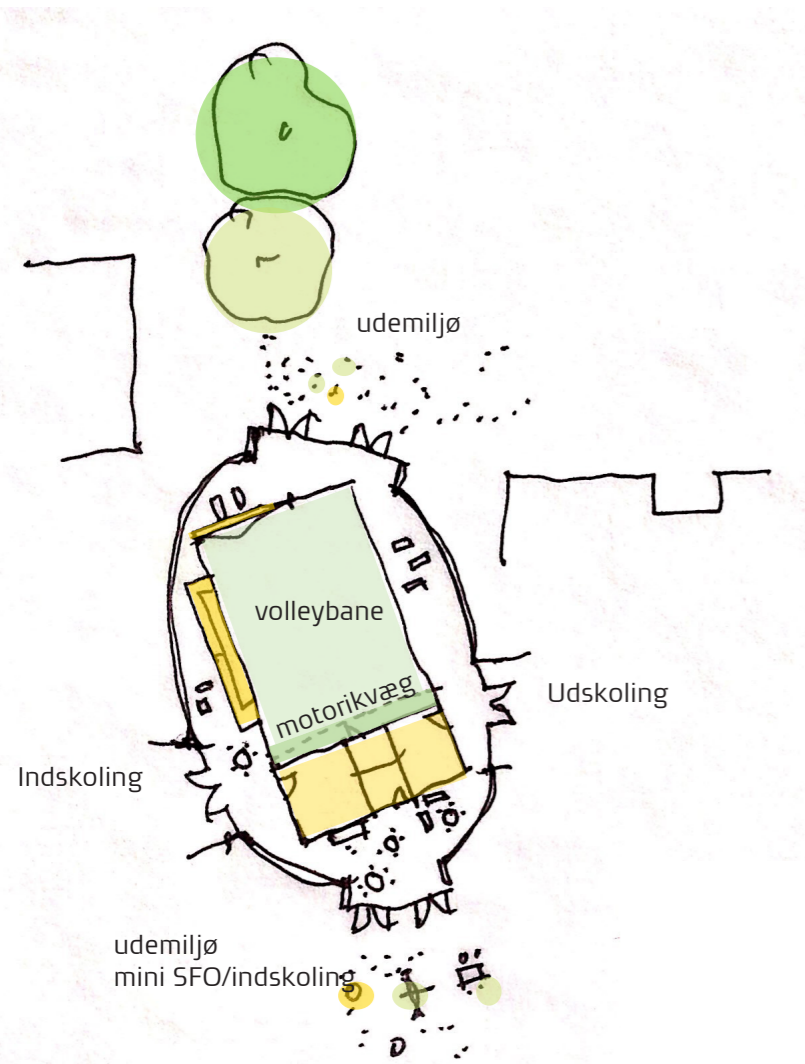 udemiljø
volleybane
motorikvæg
Udskoling
Indskoling
udemiljø
mini SFO/indskoling